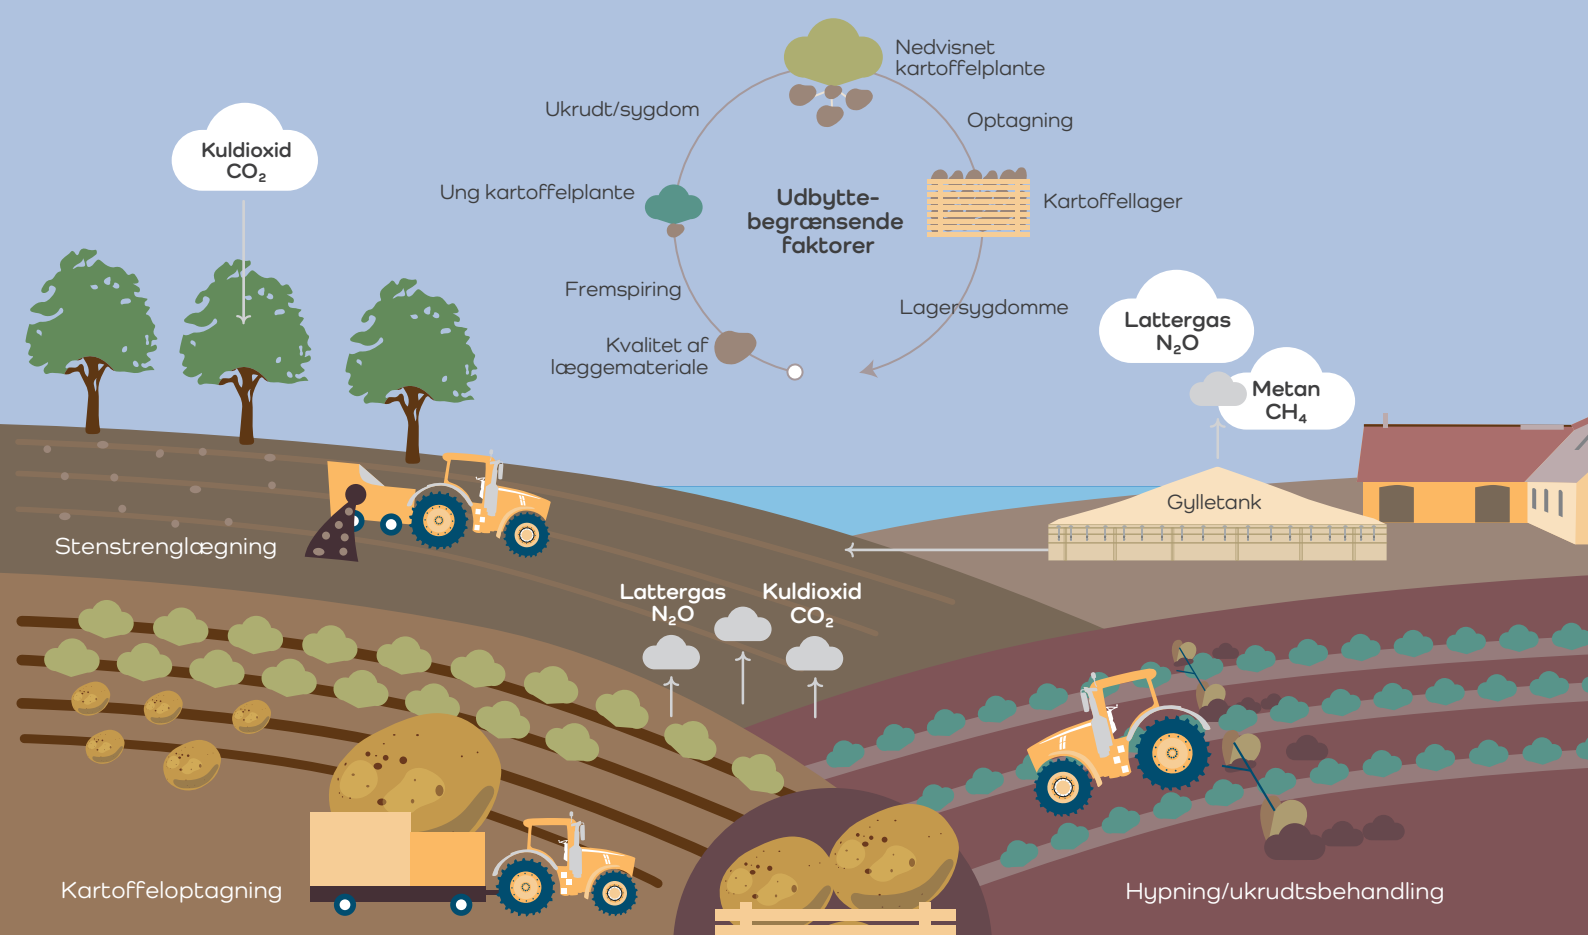 Nedvisnet
kartoffelplante
Ukrudt/sygdom
Optagning
Kuldioxid
CO₂
Ung kartoffelplante
Udbytte-
begrænsende
faktorer
Kartoffellager
Fremspiring
Lagersygdomme
Kvalitet af
læggemateriale
Lattergas
N₂O
Metan
CH₄
Gylletank
Stenstrenglægning
Lattergas
N₂O
Kuldioxid
CO₂
Kartoffeloptagning
Hypning/ukrudtsbehandling